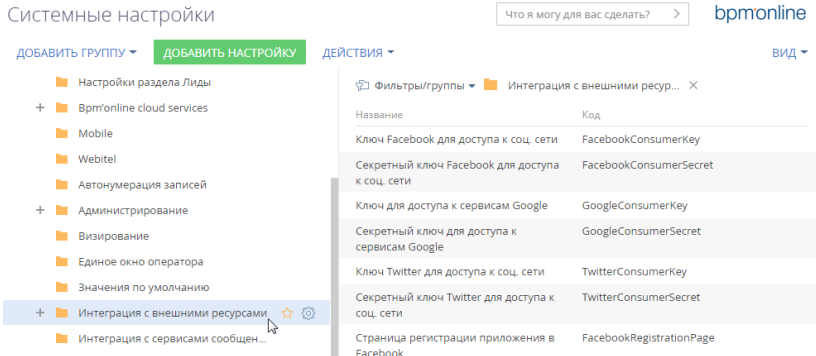 Системные настройки
Что я могу для вас сделать?
bpm'online
ДОБАВИТЬ ГРУППУ
ДОБАВИТЬ НАСТРОЙКУ
ДЕЙСТВИЯ
ВИД
Настройки раздела Лиды
Bpm'online cloud services
Mobile
Webitel
Автонумерация записей
Администрирование
Визирование
Единое окно оператора
Значения по умолчанию
Интеграция с внешними ресурсами
Интеграция с сервисами сообщен...
Фильтры/группы
Интеграция с внешними ресур...
Название
Код
Ключ Facebook для доступа к соц. сети
FacebookConsumerKey
Секретный ключ Facebook для доступа
к соц. сети
FacebookConsumerSecret
Ключ для доступа к сервисам Google
GoogleConsumerKey
Секретный ключ для доступа к
сервисам Google
GoogleConsumerSecret
Ключ Twitter для доступа к соц. сети
TwitterConsumerKey
Секретный ключ Twitter для доступа к
соц. сети
TwitterConsumerSecret
Страница регистрации приложения в
Facebook
FacebookRegistrationPage